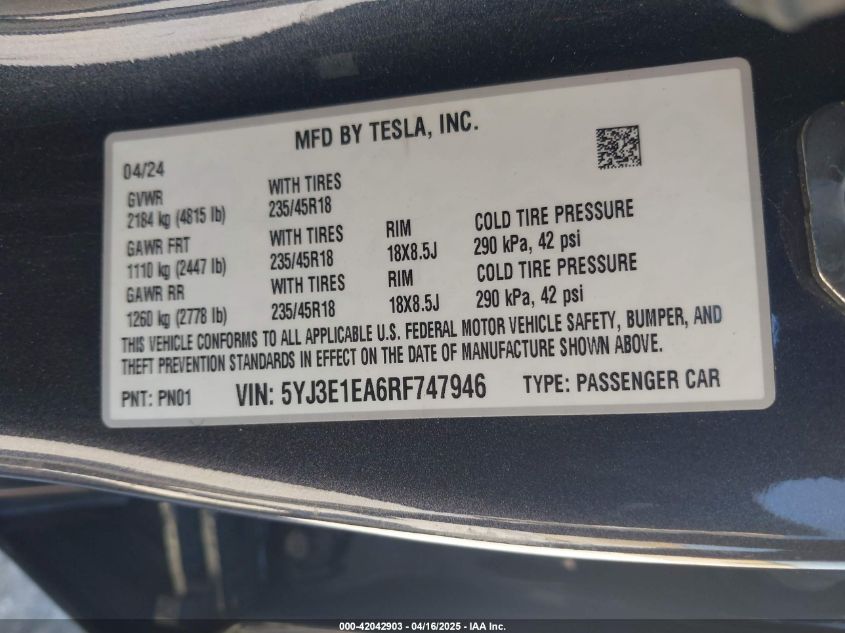 MFD BY TESLA, INC.
04/24
GVWR
2184 kg (4815 lb)
WITH TIRES
235/45R18
GAWR FRT
1110 kg (2447 lb)
WITH TIRES
235/45R18
RIM
18X8.5J
COLD TIRE PRESSURE
290 kPa, 42 psi
GAWR RR
1260 kg (2778 lb)
WITH TIRES
235/45R18
RIM
18X8.5J
COLD TIRE PRESSURE
290 kPa, 42 psi
THIS VEHICLE CONFORMS TO ALL APPLICABLE U.S. FEDERAL MOTOR VEHICLE SAFETY, BUMPER, AND
THEFT PREVENTION STANDARDS IN EFFECT ON THE DATE OF MANUFACTURE SHOWN ABOVE.
PNT: PN01 VIN: 5YJ3E1EA6RF747946 TYPE: PASSENGER CAR
000-42042903 - 04/16/2025 - IAA Inc.